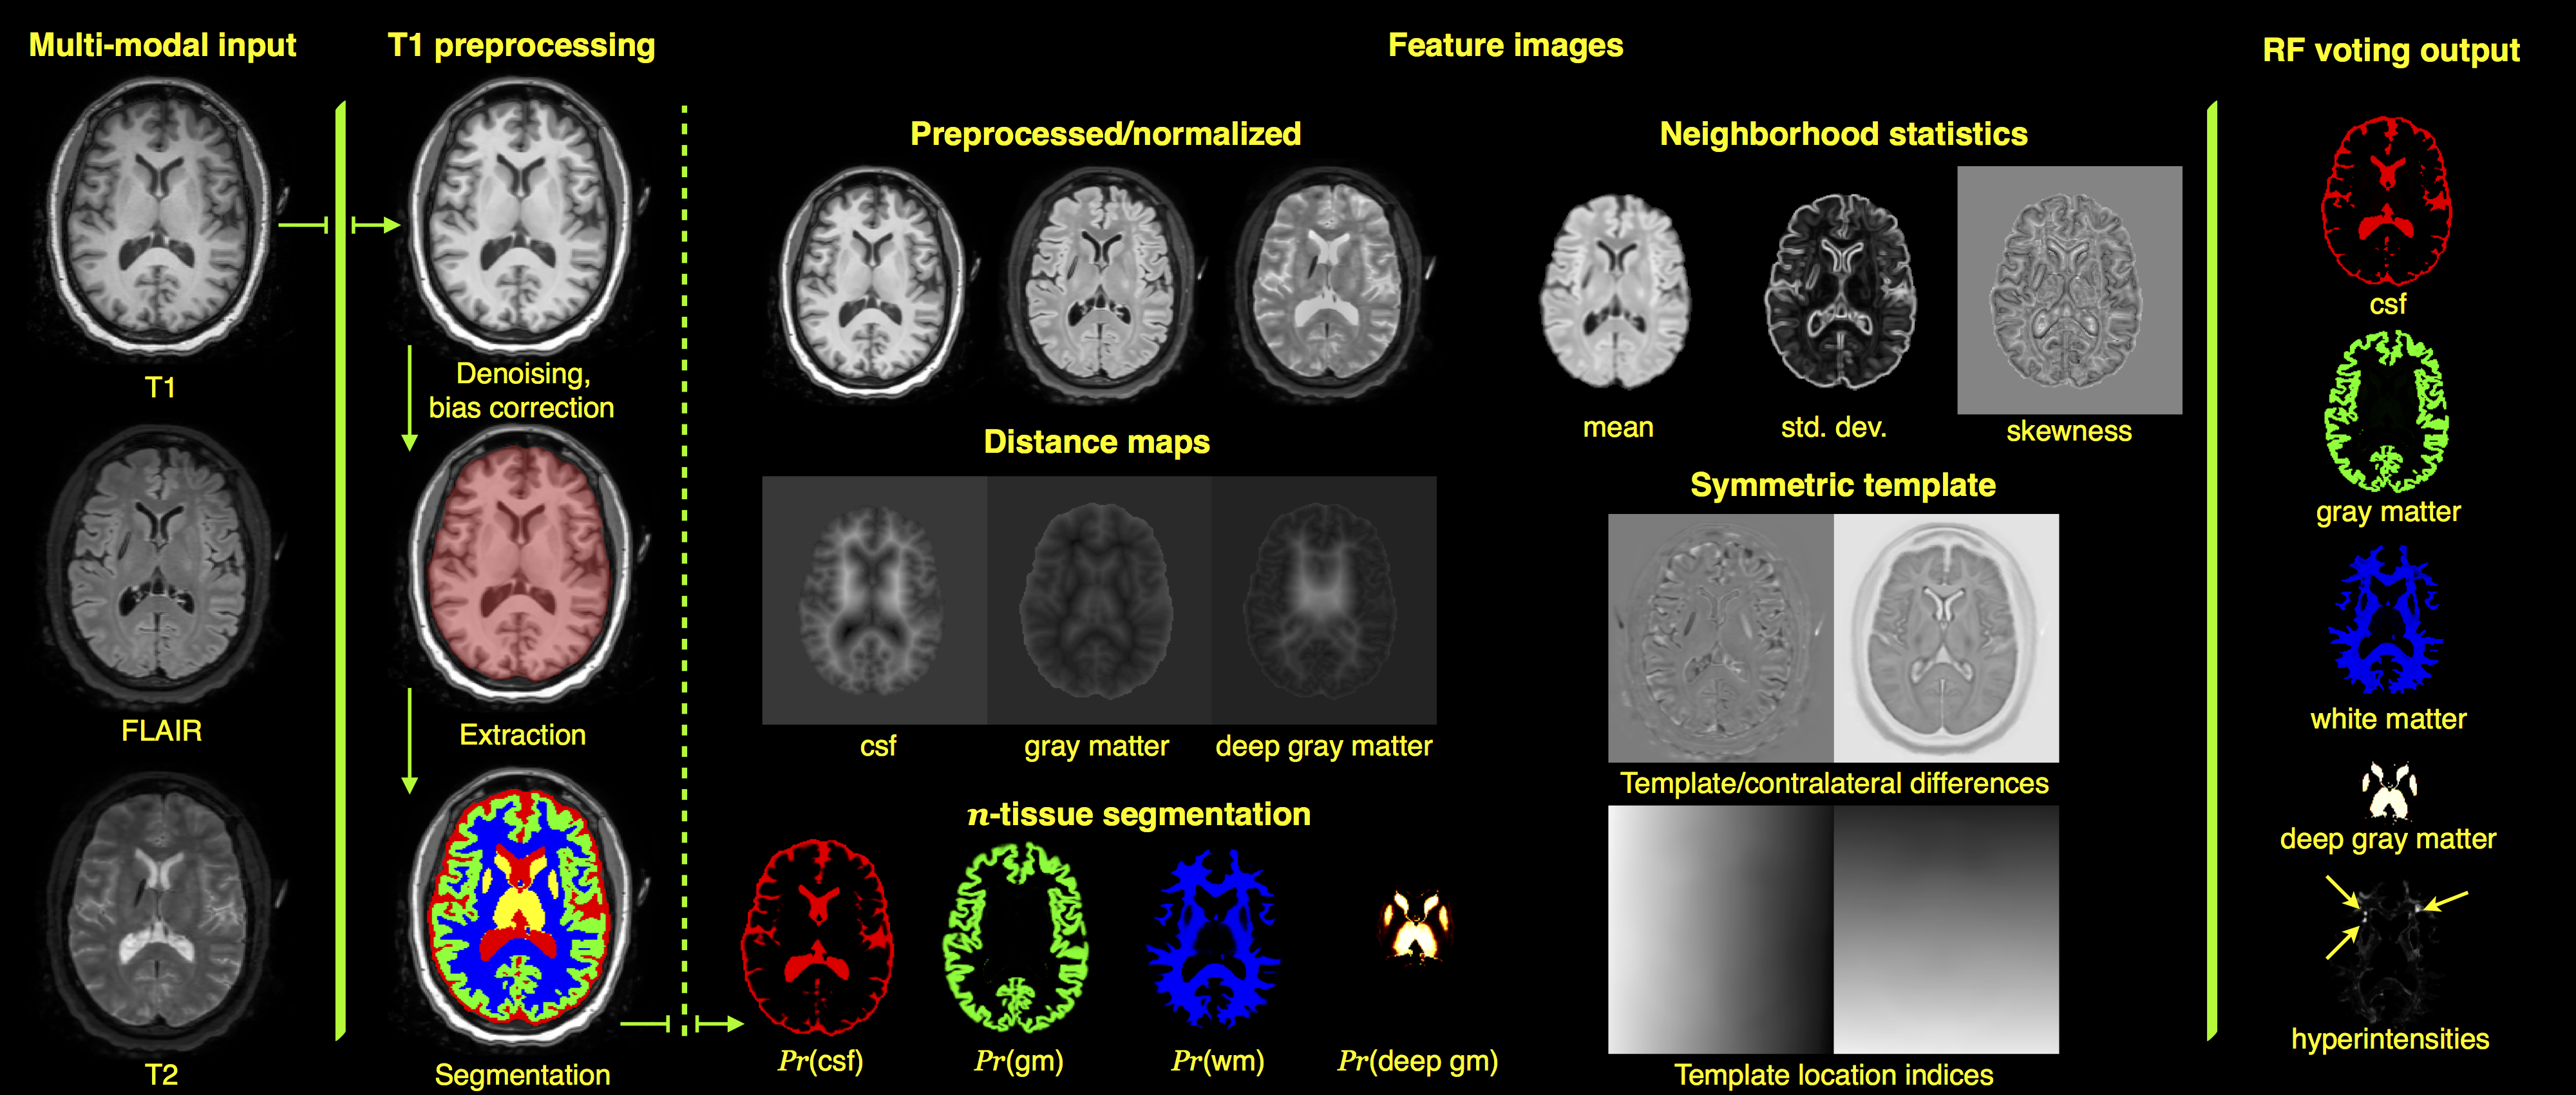 Multi-modal input
T1
FLAIR
T2
T1 preprocessing
Denoising,
bias correction
Extraction
Segmentation
Feature images
Preprocessed/normalized
Distance maps
csf
gray matter
deep gray matter
n-tissue segmentation
Pr(csf)
Pr(gm)
Pr(wm)
Pr(deep gm)
Neighborhood statistics
mean
std. dev.
skewness
Symmetric template
Template/contralateral differences
Template location indices
RF voting output
csf
gray matter
white matter
deep gray matter
hyperintensities